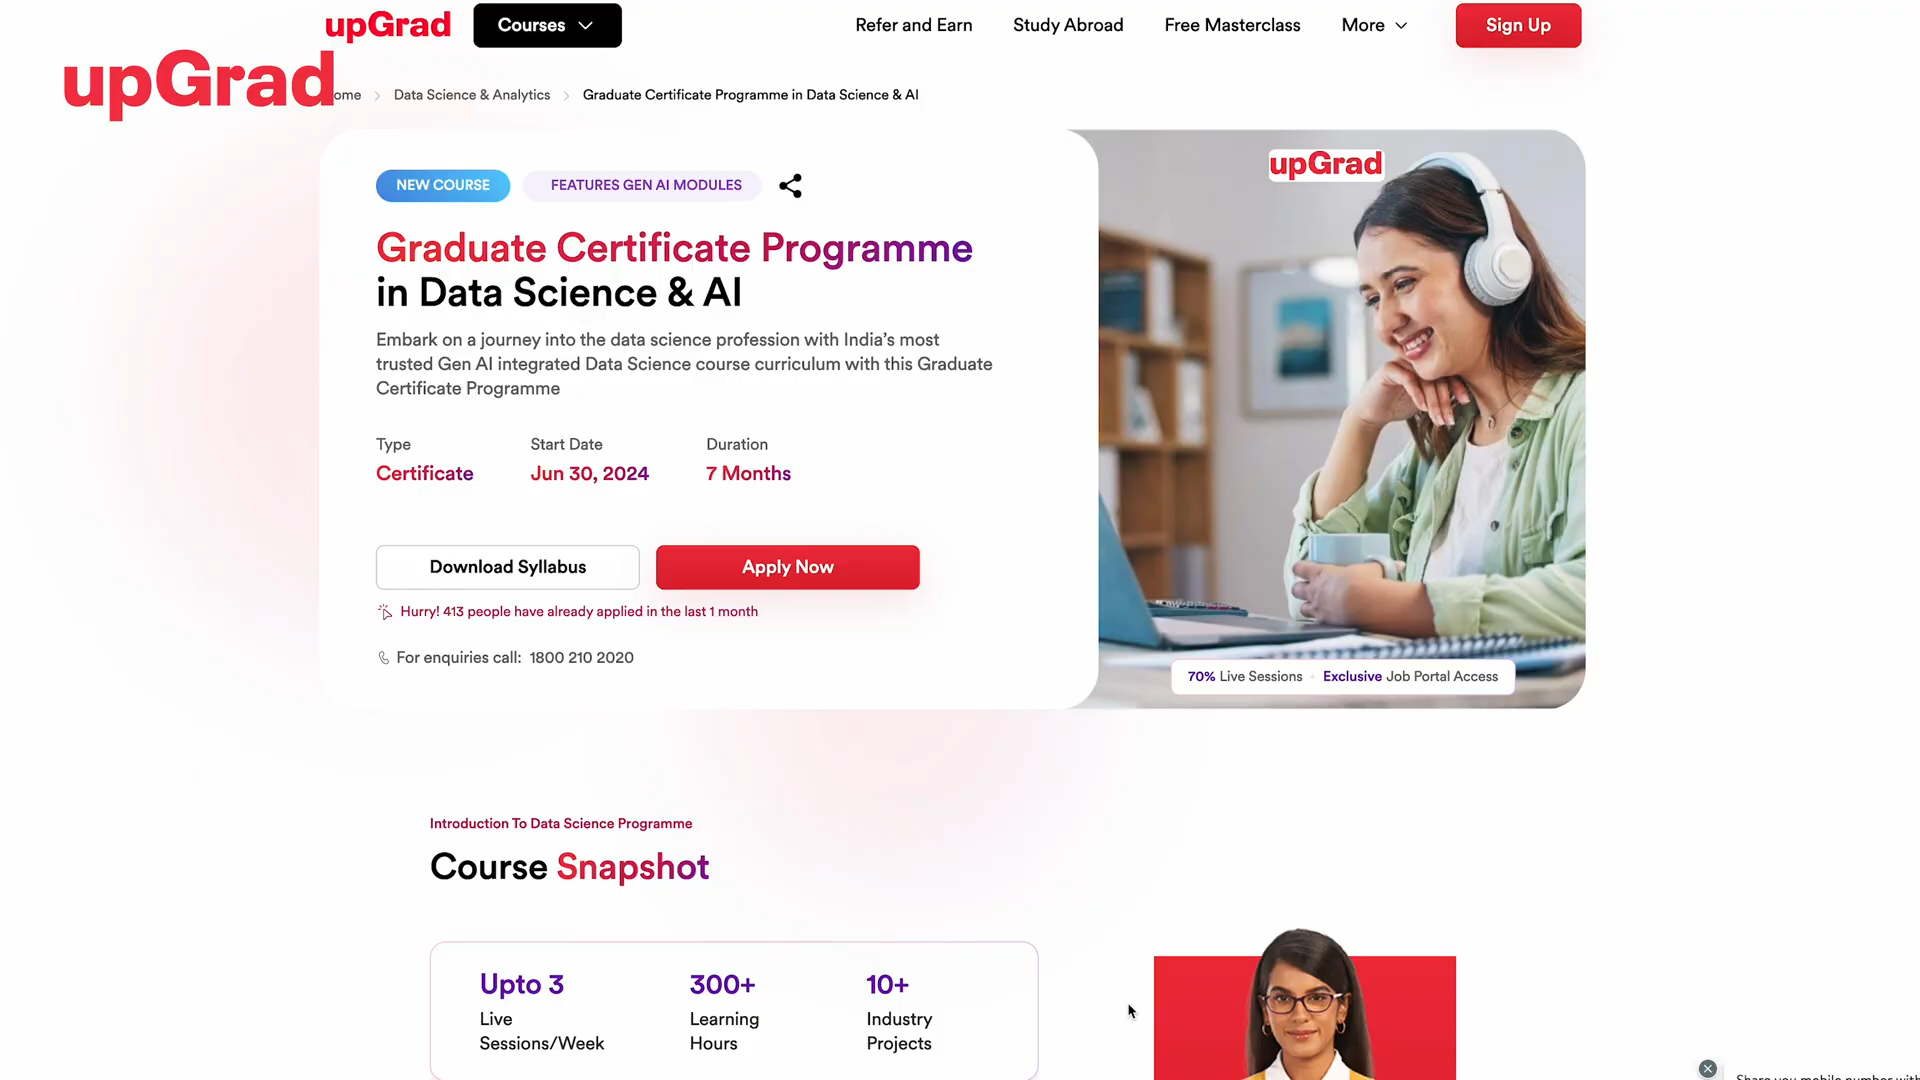 upGrad
Courses
Refer and Earn
Study Abroad
Free Masterclass
More
Sign Up
upGrad
ome > Data Science & Analytics > Graduate Certificate Programme in Data Science & AI
NEW COURSE
FEATURES GEN AI MODULES
Graduate Certificate Programme
in Data Science & AI
Embark on a journey into the data science profession with India's most
trusted Gen AI integrated Data Science course curriculum with this Graduate
Certificate Programme
Type
Start Date
Duration
Certificate
Jun 30, 2024
7 Months
Download Syllabus
Apply Now
Hurry! 413 people have already applied in the last 1 month
For enquiries call: 1800 210 2020
upGrad
70% Live Sessions • Exclusive Job Portal Access
Introduction To Data Science Programme
Course Snapshot
Upto 3
Live
Sessions/Week
300+
Learning
Hours
10+
Industry
Projects
Share you mobile number with